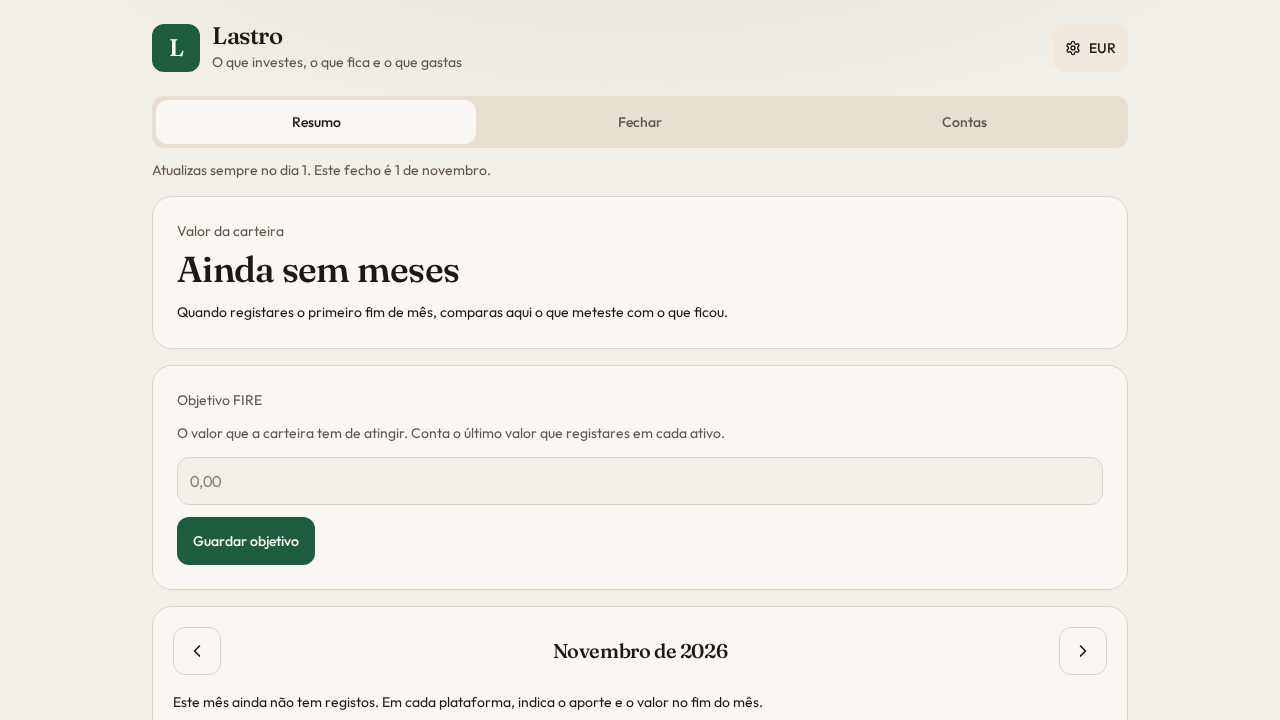 L
Lastro
O que investes, o que fica e o que gastas
EUR
Resumo
Fechar
Contas
Atualizas sempre no dia 1. Este fecho é 1 de novembro.
Valor da carteira
Ainda sem meses
Quando registares o primeiro fim de mês, comparas aqui o que meteste com o que ficou.
Objetivo FIRE
O valor que a carteira tem de atingir. Conta o último valor que registares em cada ativo.
0,00
Guardar objetivo
Novembro de 2026
Este mês ainda não tem registos. Em cada plataforma, indica o aporte e o valor no fim do mês.